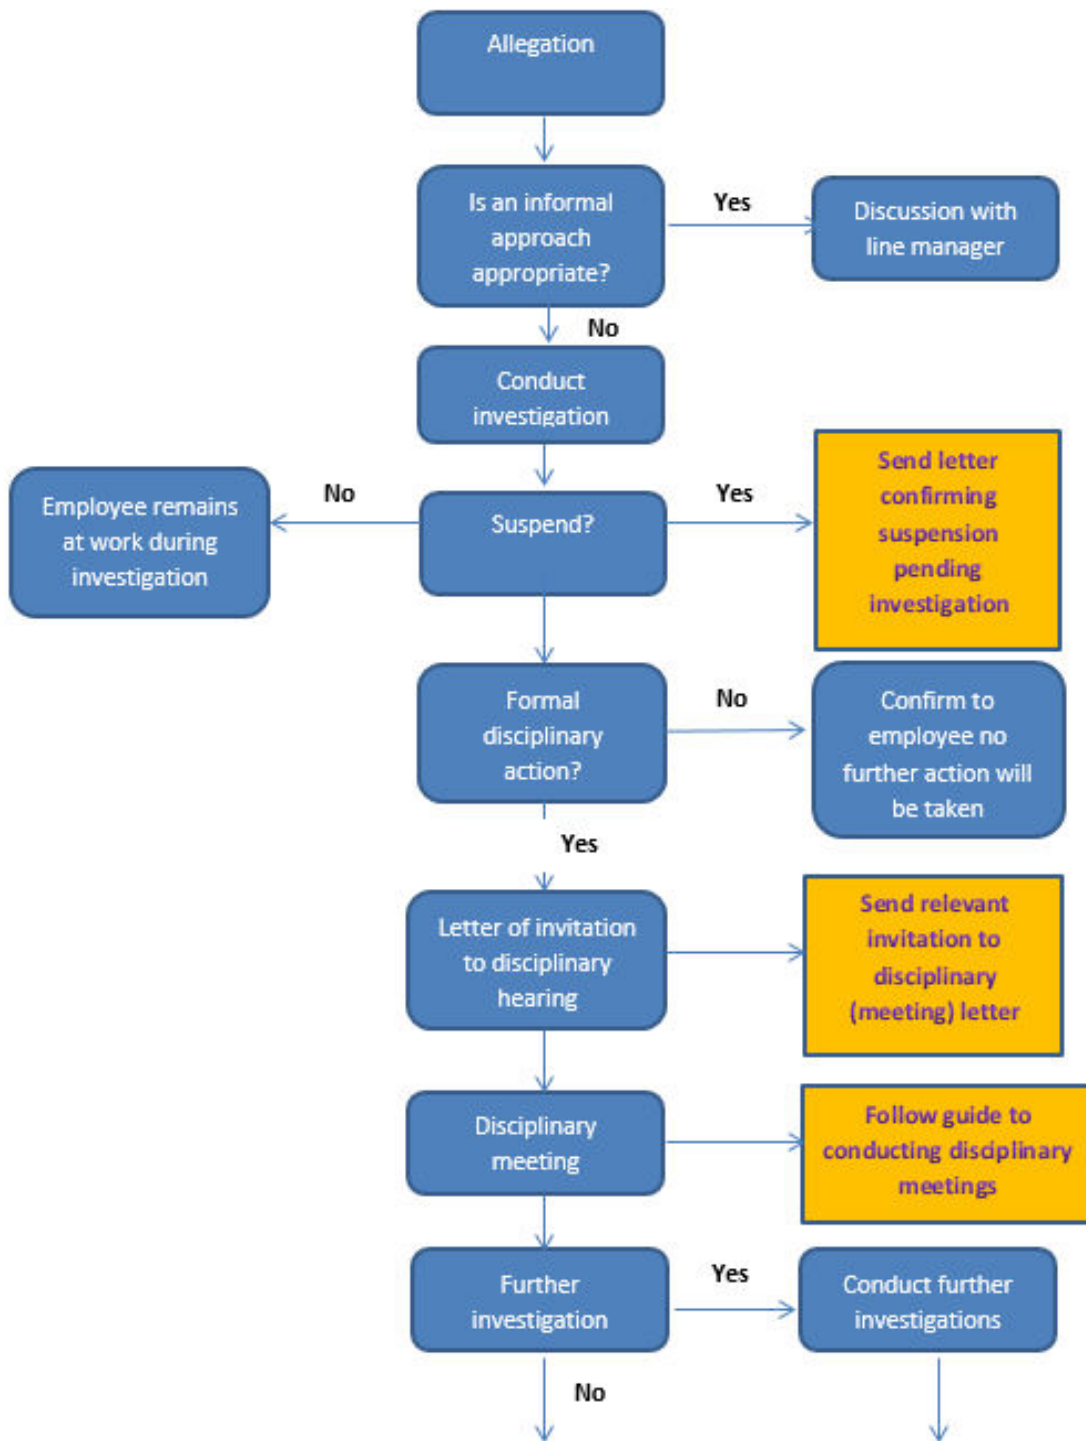 Allegation
Is an informal
approach
appropriate?
Yes
Discussion with
line manager
No
Conduct
investigation
Employee remains
at work during
investigation
No
Suspend?
Yes
Send letter
confirming
suspension
pending
investigation
Formal
disciplinary
action?
No
Confirm to
employee no
further action will
be taken
Yes
Letter of invitation
to disciplinary
hearing
Send relevant
invitation to
disciplinary
(meeting) letter
Disciplinary
meeting
Follow guide to
conducting disciplinary
meetings
Further
investigation
Yes
Conduct further
investigations
No